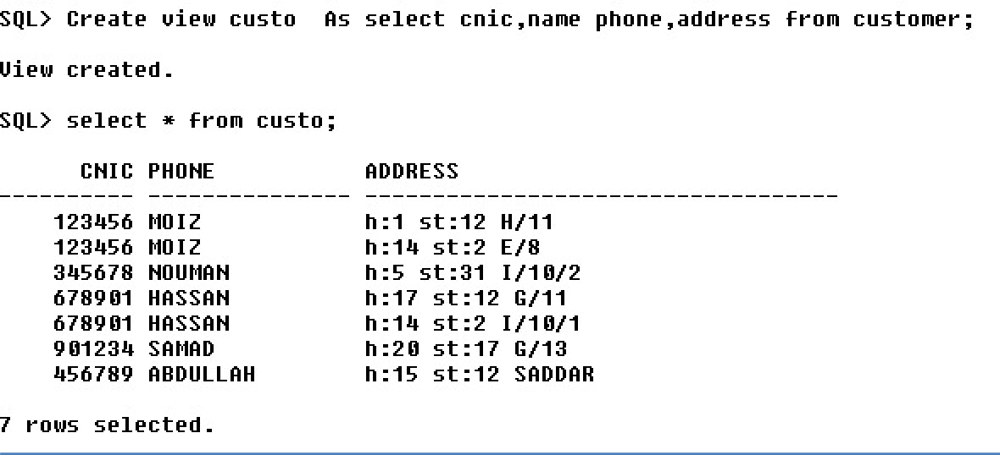 SQL> Create view custo  As select cnic,name phone,address from customer;
View created.
SQL> select * from custo;
      CNIC PHONE           ADDRESS
---------- --------------- -----------------------------------
    123456 MOIZ            h:1 st:12 H/11
    123456 MOIZ            h:14 st:2 E/8
    345678 NOUMAN          h:5 st:31 I/10/2
    678901 HASSAN          h:17 st:12 G/11
    678901 HASSAN          h:14 st:2 I/10/1
    901234 SAMAD           h:20 st:17 G/13
    456789 ABDULLAH        h:15 st:12 SADDAR
7 rows selected.